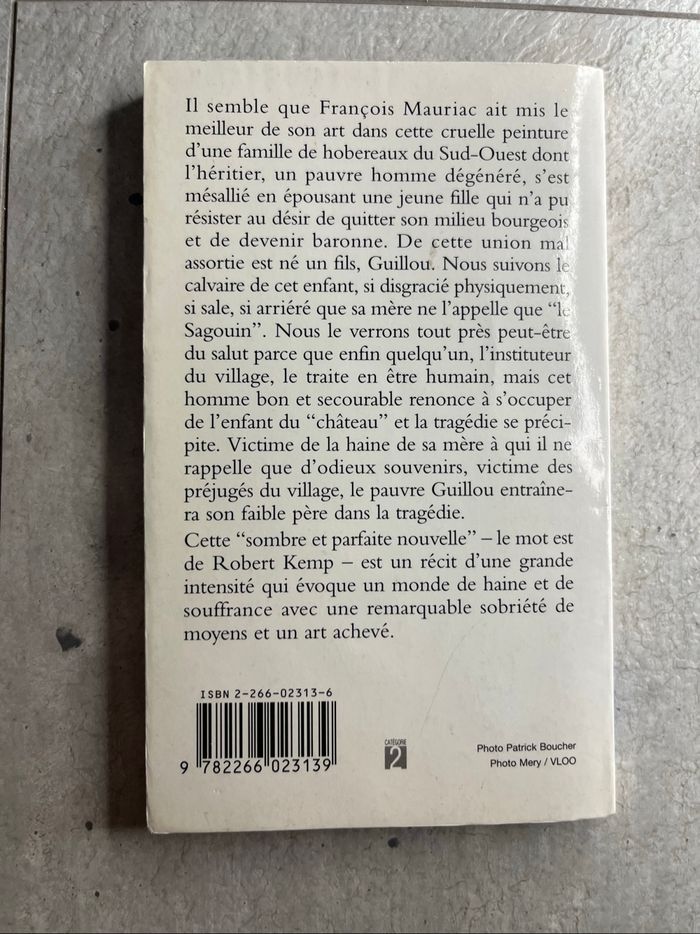 Il semble que François Mauriac ait mis le
meilleur de son art dans cette cruelle peinture
d'une famille de hobereaux du Sud-Ouest dont
l'héritier, un pauvre homme dégénéré, s'est
mésallié en épousant une jeune fille qui n'a pu
résister au désir de quitter son milieu bourgeois
et de devenir baronne. De cette union mal
assortie est né un fils, Guillou. Nous suivons le
calvaire de cet enfant, si disgracié physiquement,
si sale, si arriéré que sa mère ne l'appelle que “le
Sagouin”. Nous le verrons tout près peut-être
du salut parce que enfin quelqu'un, l'instituteur
du village, le traite en être humain, mais cet
homme bon et secourable renonce à s'occuper
de l'enfant du “château” et la tragédie se préci-
pite. Victime de la haine de sa mère à qui il ne
rappelle que d'odieux souvenirs, victime des
préjugés du village, le pauvre Guillou entraîne-
ra son faible père dans la tragédie.
Cette “sombre et parfaite nouvelle” – le mot est
de Robert Kemp – est un récit d'une grande
intensité qui évoque un monde de haine et de
souffrance avec une remarquable sobriété de
moyens et un art achevé.
ISBN 2-266-02313-6
9 782266 023139
CATÉGORIE
2
Photo Patrick Boucher
Photo Mery / VLOO